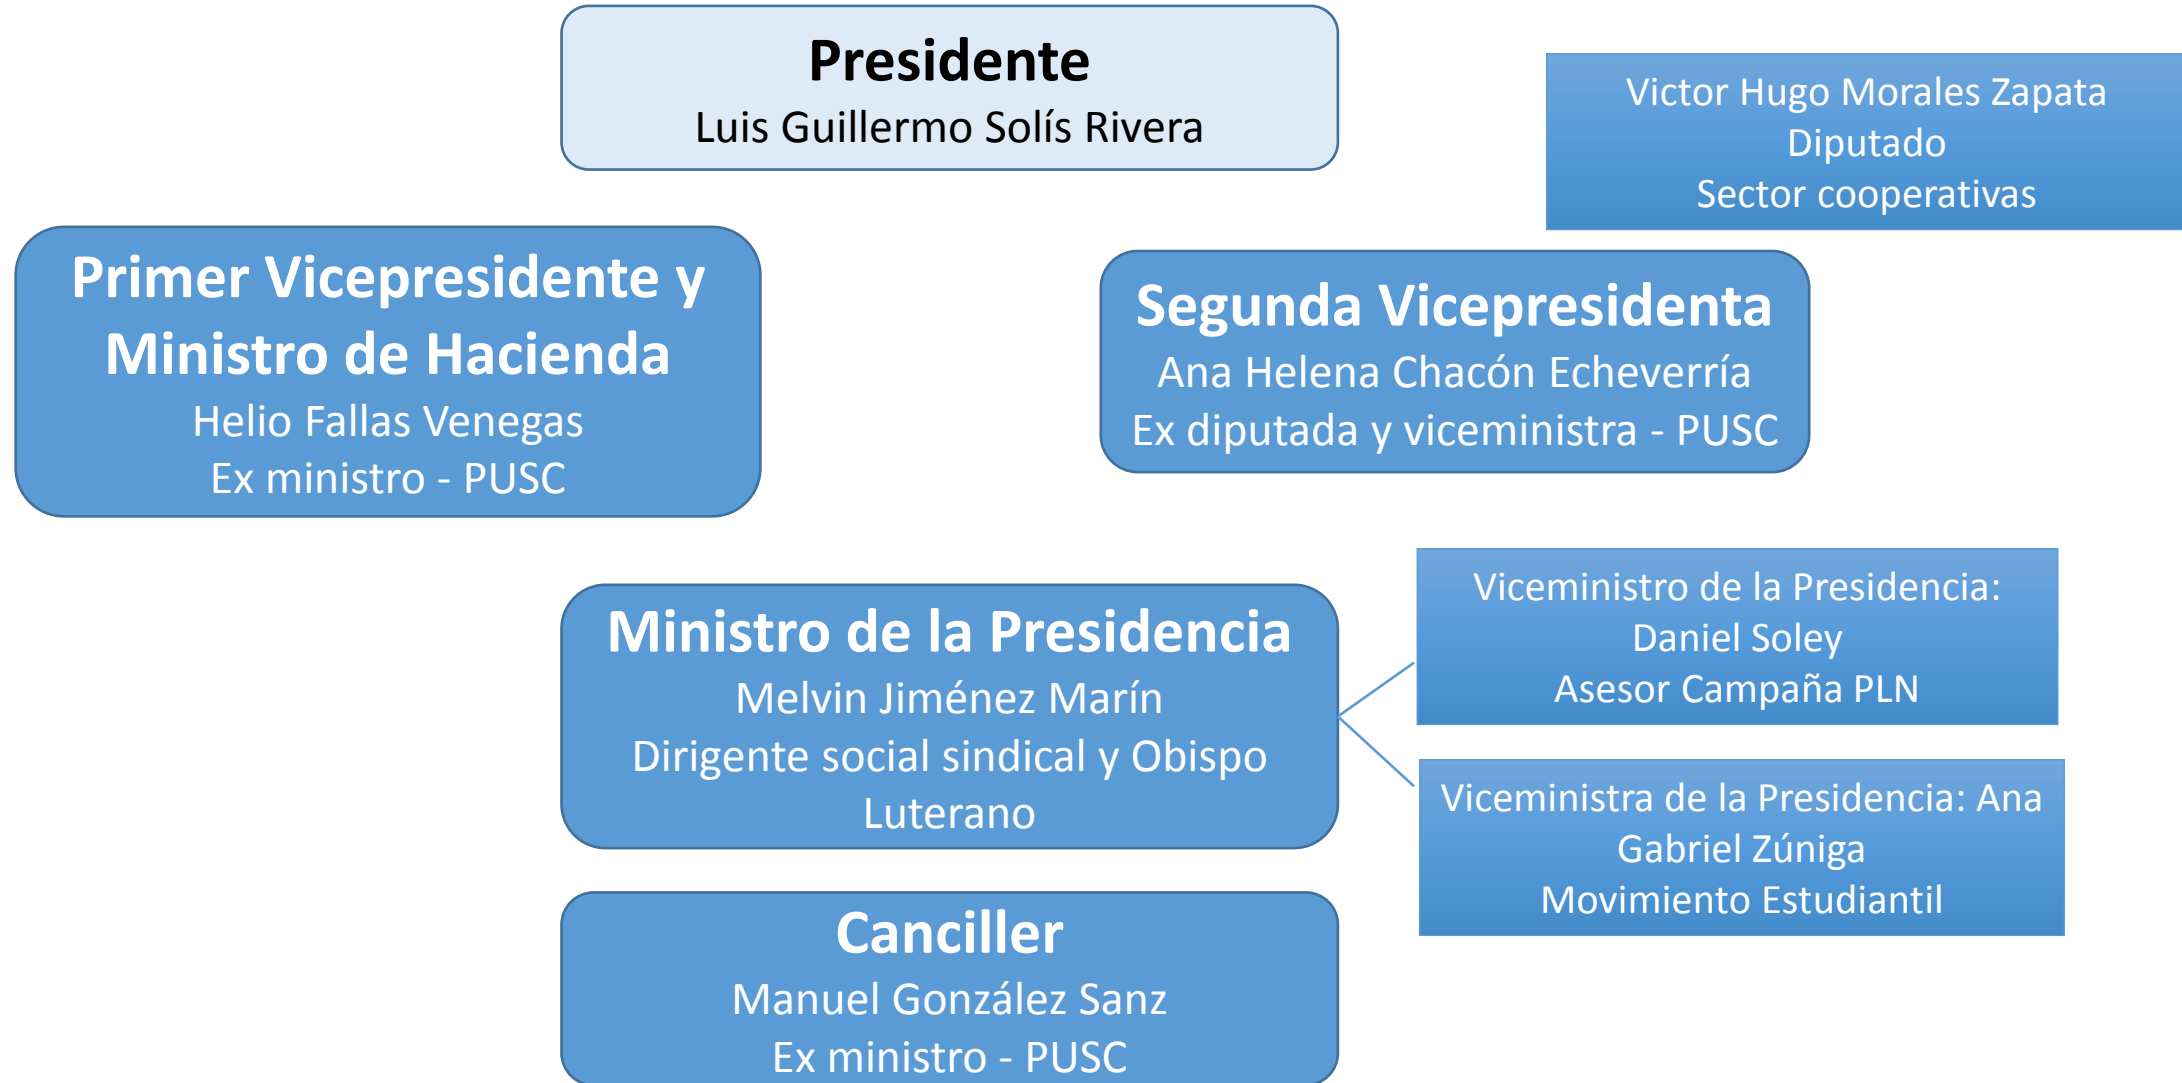 Presidente
Luis Guillermo Solís Rivera
Victor Hugo Morales Zapata
Diputado
Sector cooperativas
Primer Vicepresidente y
Ministro de Hacienda
Helio Fallas Venegas
Ex ministro - PUSC
Segunda Vicepresidenta
Ana Helena Chacón Echeverría
Ex diputada y viceministra - PUSC
Ministro de la Presidencia
Melvin Jiménez Marín
Dirigente social sindical y Obispo
Luterano
Viceministro de la Presidencia:
Daniel Soley
Asesor Campaña PLN
Viceministra de la Presidencia: Ana
Gabriel Zúniga
Movimiento Estudiantil
Canciller
Manuel González Sanz
Ex ministro - PUSC